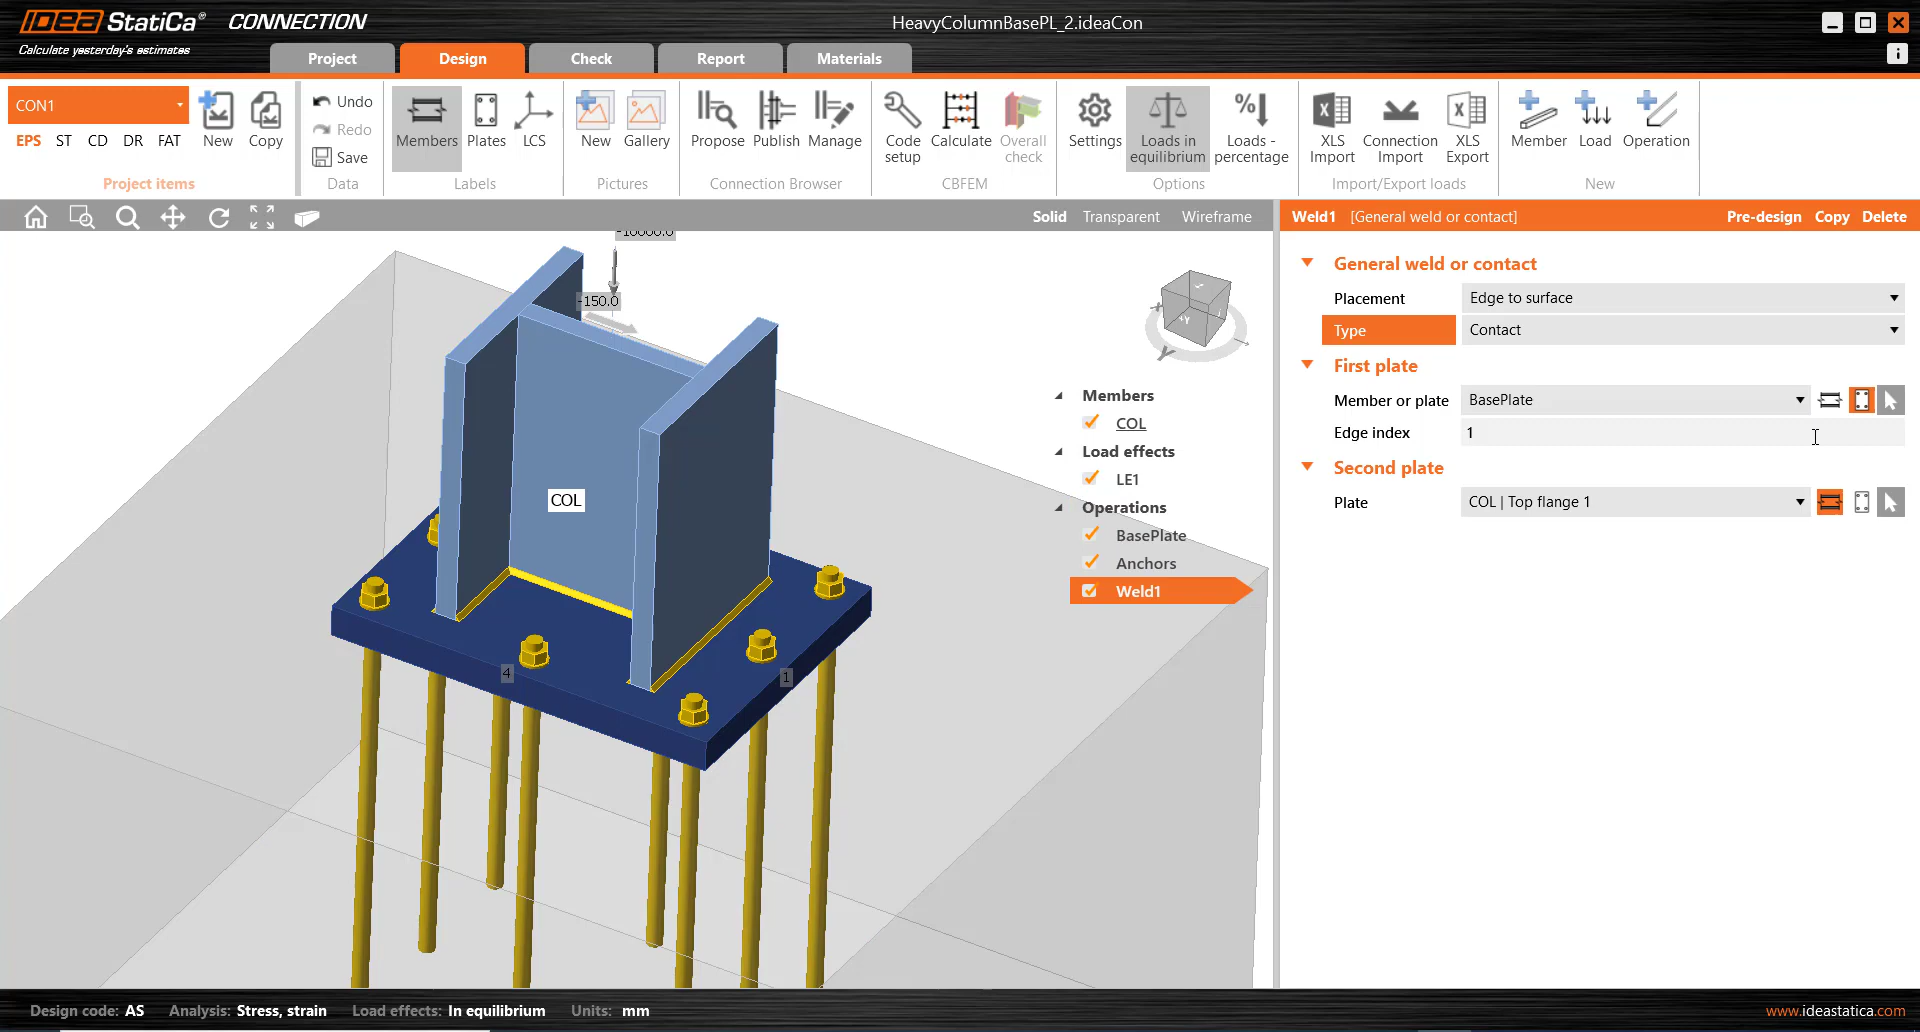 IDEA StatiCa® CONNECTION
Calculate yesterday's estimates
HeavyColumnBasePL_2.ideaCon
Project
Design
Check
Report
Materials
CON1
EPS ST CD DR FAT
New
Copy
Project items
Undo
Redo
Save
Data
Members
Plates
LCS
Labels
New
Gallery
Pictures
Propose
Publish
Manage
Connection Browser
Code setup
Calculate
Overall check
CBFEM
Settings
Loads in equilibrium
Loads - percentage
Options
XLS Import
Connection Import
XLS Export
Import/Export loads
Member
Load
Operation
New
Solid
Transparent
Wireframe
Weld1 [General weld or contact]
Pre-design Copy Delete
-10000.0
-150.0
COL
4
1
+Y
Y
Members
COL
Load effects
LE1
Operations
BasePlate
Anchors
Weld1
General weld or contact
Placement Edge to surface
Type Contact
First plate
Member or plate BasePlate
Edge index 1
Second plate
Plate COL | Top flange 1
Design code: AS Analysis: Stress, strain Load effects: In equilibrium Units: mm
www.ideastatica.com